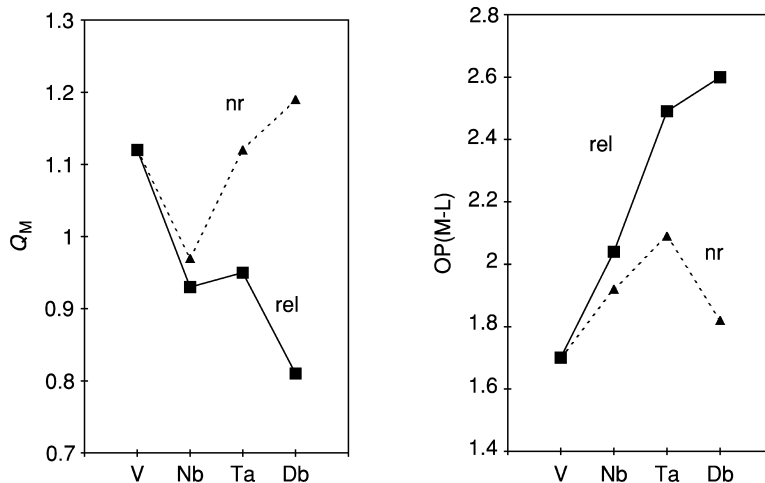 1.3
1.2
1.1
1
0.9
0.8
0.7
Q_M
nr
rel
V Nb Ta Db
2.8
2.6
2.4
2.2
2
1.8
1.6
1.4
OP(M-L)
rel
nr
V Nb Ta Db